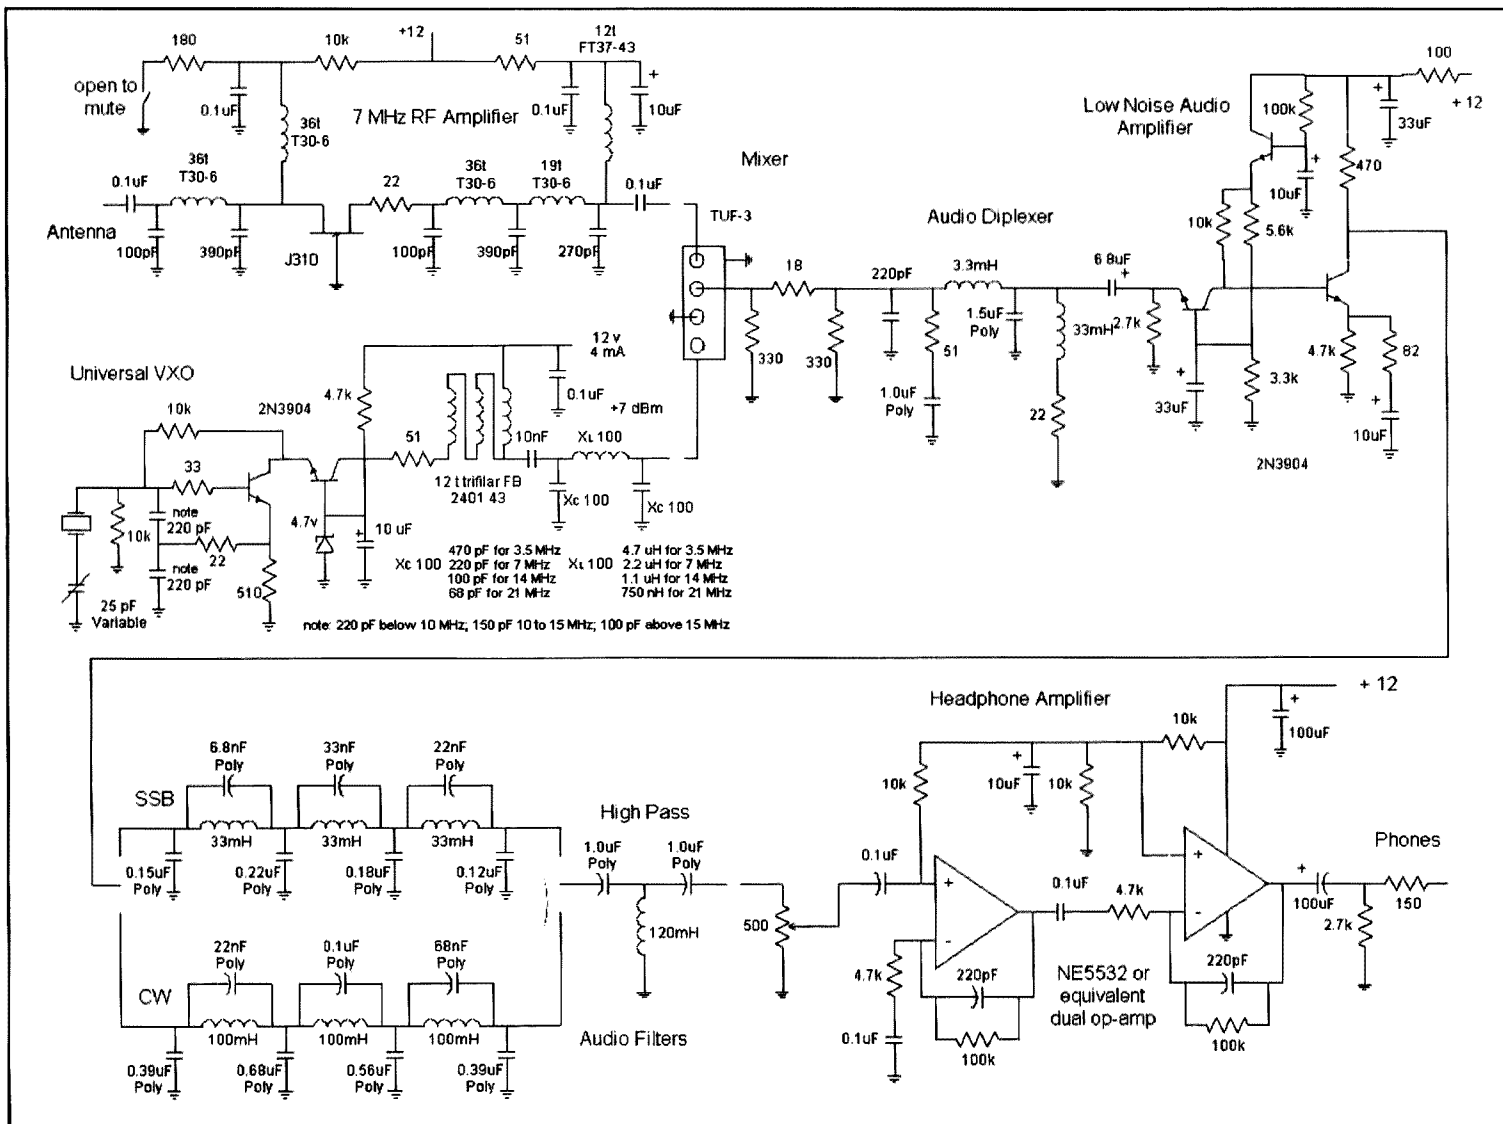 180
10k
+12
51
12t
FT37-43
open to
mute
0.1uF
7 MHz RF Amplifier
0.1uF
+
10uF
36t
T30-6
36t
T30-6
0.1uF
22
36t
T30-6
19t
T30-6
0.1uF
Antenna
100pF
390pF
J310
100pF
390pF
270pF
Mixer
TUF-3
Low Noise Audio
Amplifier
100
+ 12
100k
+
33uF
+
10uF
470
10k
5.6k
Audio Diplexer
18
220pF
3.3mH
6.8uF
+
330
330
51
1.5uF
Poly
33mH
2.7k
1.0uF
Poly
22
+
33uF
3.3k
4.7k
82
+
10uF
2N3904
Universal VXO
12 v
4 mA
0.1uF
+7 dBm
10k
2N3904
4.7k
51
10nF
XL 100
33
12 t trifilar FB
2401 43
Xc 100
Xc 100
note
220 pF
10k
22
4.7v
+
10 uF
note
220 pF
510
25 pF
Variable
Xc 100
470 pF for 3.5 MHz
220 pF for 7 MHz
100 pF for 14 MHz
68 pF for 21 MHz
XL 100
4.7 uH for 3.5 MHz
2.2 uH for 7 MHz
1.1 uH for 14 MHz
750 nH for 21 MHz
note: 220 pF below 10 MHz; 150 pF 10 to 15 MHz; 100 pF above 15 MHz
Headphone Amplifier
+ 12
+
100uF
10k
6.8nF
Poly
33nF
Poly
22nF
Poly
SSB
33mH
33mH
33mH
0.15uF
Poly
0.22uF
Poly
0.18uF
Poly
0.12uF
Poly
High Pass
1.0uF
Poly
1.0uF
Poly
120mH
500
10k
+
10uF
10k
0.1uF
+
-
0.1uF
4.7k
+
-
Phones
+
100uF
150
2.7k
4.7k
220pF
100k
0.1uF
NE5532 or
equivalent
dual op-amp
220pF
100k
22nF
Poly
0.1uF
Poly
68nF
Poly
CW
100mH
100mH
100mH
0.39uF
Poly
0.68uF
Poly
0.56uF
Poly
0.39uF
Poly
Audio Filters